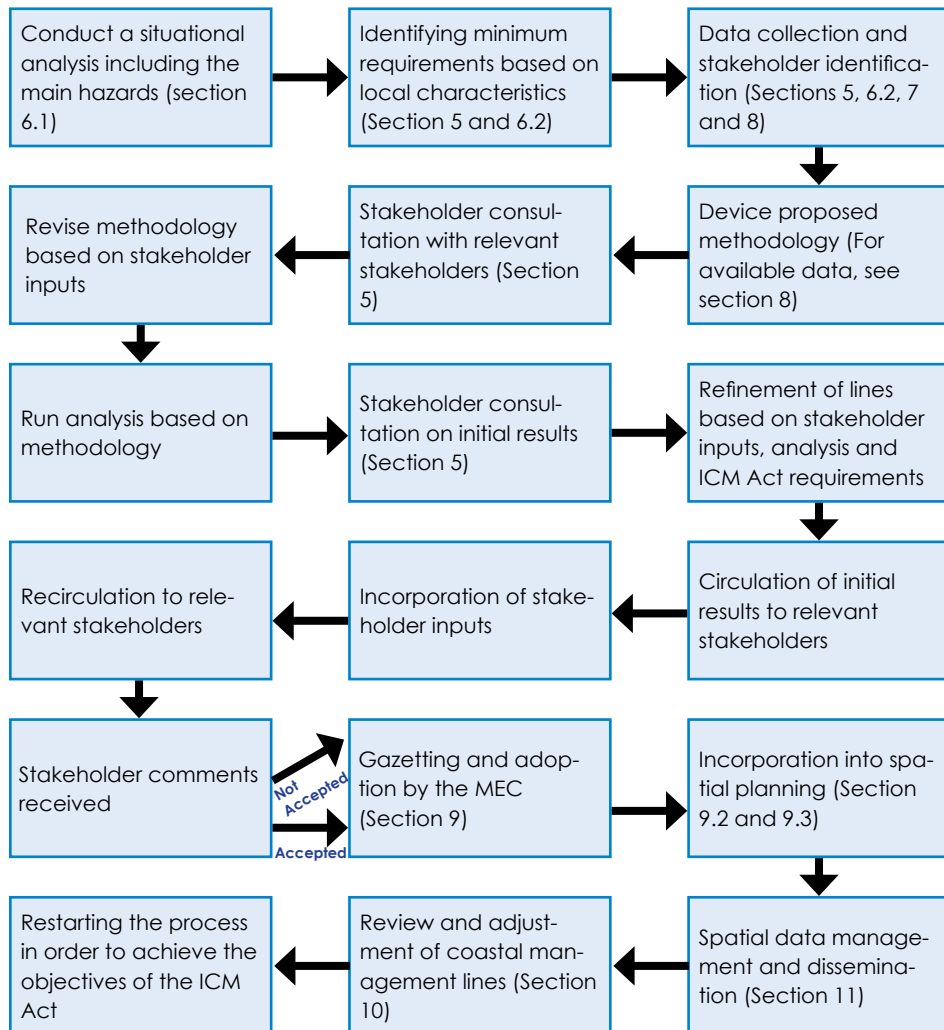 Conduct a situational
analysis including the
main hazards (section
6.1)
Identifying minimum
requirements based on
local characteristics
(Section 5 and 6.2)
Data collection and
stakeholder identifica-
tion (Sections 5, 6.2, 7
and 8)
Device proposed
methodology (For
available data, see
section 8)
Stakeholder consul-
tation with relevant
stakeholders (Section
5)
Revise methodology
based on stakeholder
inputs
Run analysis based on
methodology
Stakeholder consul-
tation on initial results
(Section 5)
Refinement of lines
based on stakeholder
inputs, analysis and
ICM Act requirements
Circulation of initial
results to relevant
stakeholders
Incorporation of stake-
holder inputs
Recirculation to rele-
vant stakeholders
Stakeholder comments
received
Not
Accepted
Accepted
Gazetting and adop-
tion by the MEC
(Section 9)
Incorporation into spa-
tial planning (Section
9.2 and 9.3)
Spatial data manage-
ment and dissemina-
tion (Section 11)
Review and adjust-
ment of coastal man-
agement lines (Section
10)
Restarting the process
in order to achieve the
objectives of the ICM
Act